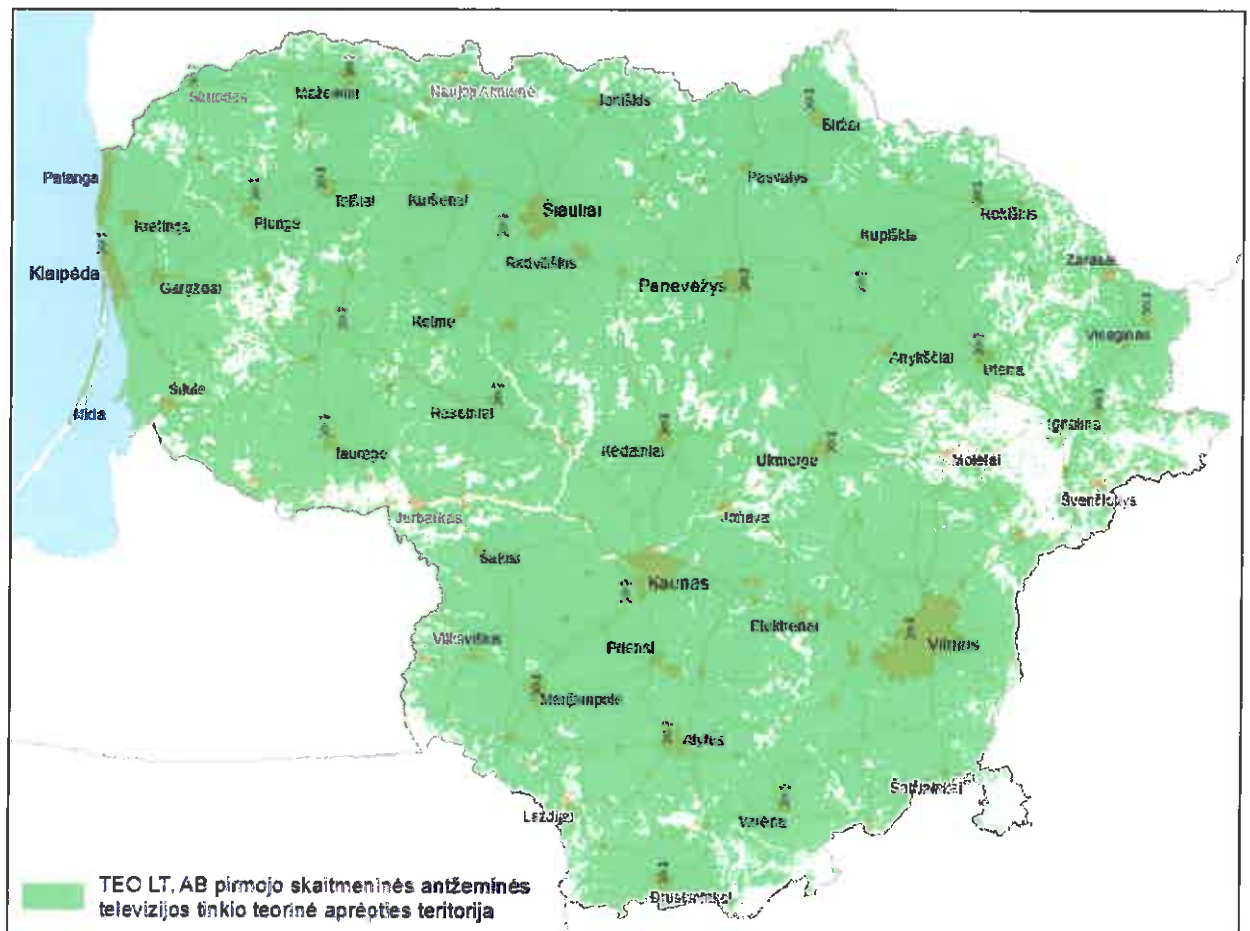 Skuodas
Mažeikiai
Naujoji Akmenė
Joniškis
Biržai
Palanga
Pasvalys
Telšiai
Kuršėnai
Šiauliai
Rokiškis
Kretinga
Plungė
Kupiškis
Radviliškis
Zarasai
Klaipėda
Gargždai
Panevėžys
Kelmė
Visaginas
Anykščiai
Utena
Šilutė
Nida
Raseiniai
Ignalina
Tauragė
Kėdainiai
Ukmergė
Molėtai
Švenčionys
Jurbarkas
Jonava
Šakiai
Kaunas
Elektrėnai
Vilkaviškis
Prienai
Vilnius
Marijampolė
Alytus
Šalčininkai
Lazdijai
Varėna
Druskininkai
TEO LT, AB pirmojo skaitmeninės antžeminės
televizijos tinklo teorinė aprėpties teritorija